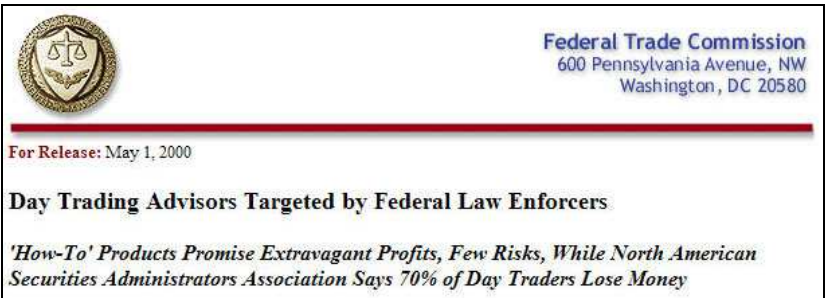 Federal Trade Commission
600 Pennsylvania Avenue, NW
Washington, DC 20580
For Release: May 1, 2000
Day Trading Advisors Targeted by Federal Law Enforcers
'How-To' Products Promise Extravagant Profits, Few Risks, While North American
Securities Administrators Association Says 70% of Day Traders Lose Money